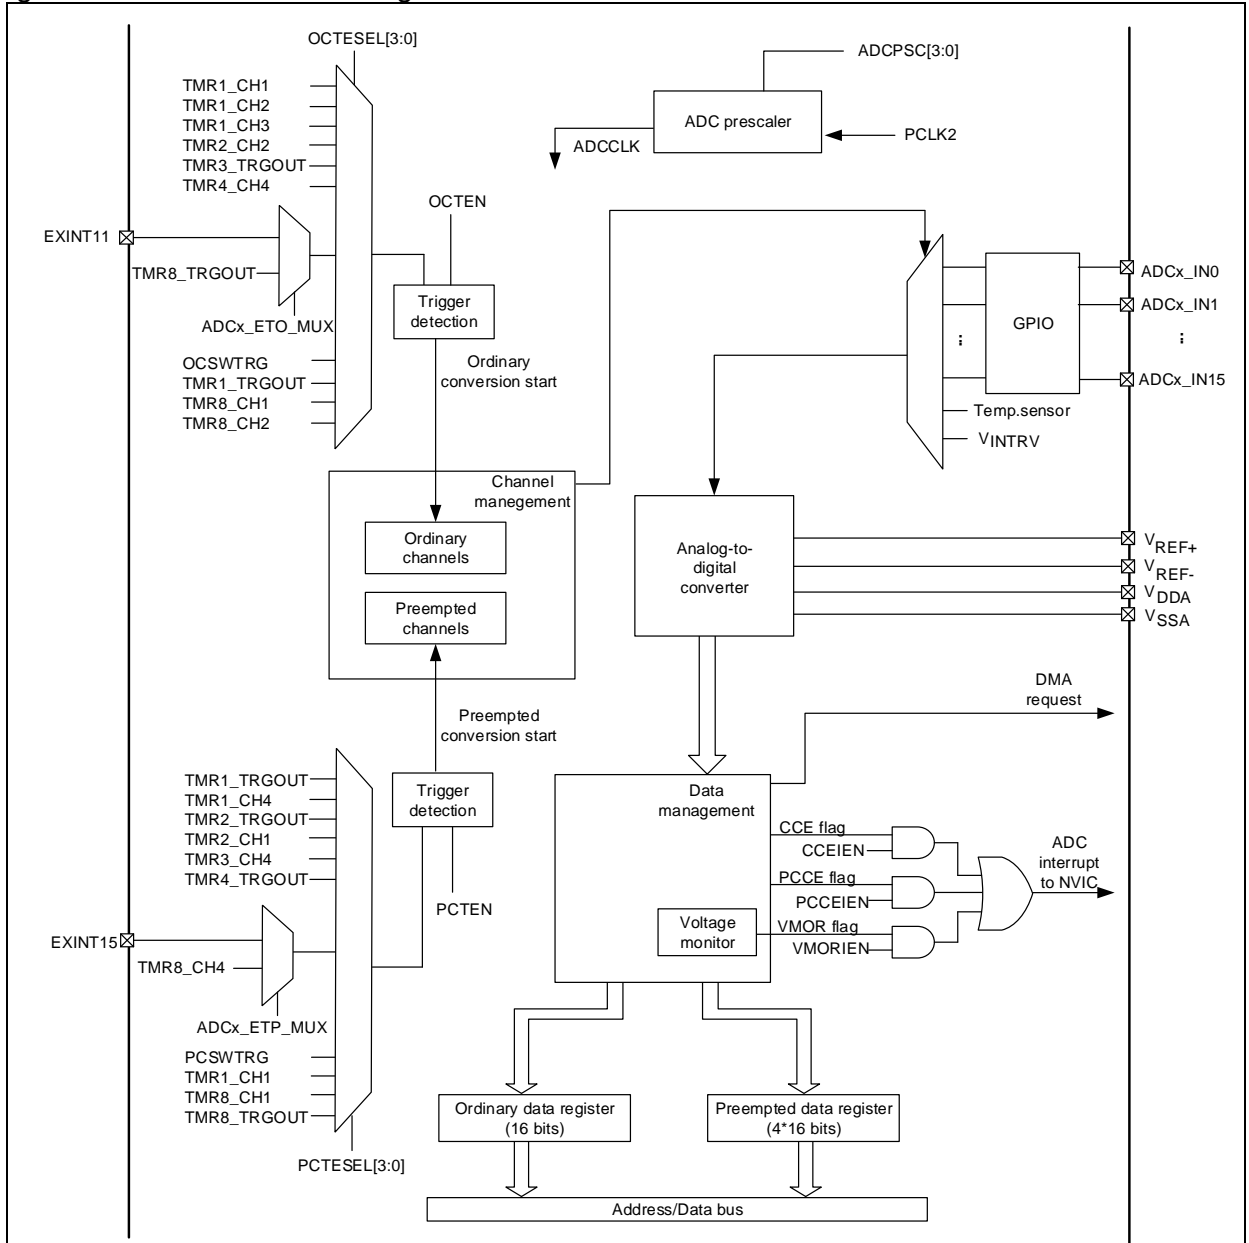 OCTESEL[3:0]
TMR1_CH1
TMR1_CH2
TMR1_CH3
TMR2_CH2
TMR3_TRGOUT
TMR4_CH4
EXINT11
TMR8_TRGOUT
ADCx_ETO_MUX
OCSWTRG
TMR1_TRGOUT
TMR8_CH1
TMR8_CH2
OCTEN
Trigger
detection
Ordinary
conversion start
ADCPSC[3:0]
ADC prescaler
PCLK2
ADCCLK
GPIO
ADCx_IN0
ADCx_IN1
...
...
ADCx_IN15
Temp.sensor
VINTRV
Channel
manegement
Ordinary
channels
Preempted
channels
Analog-to-
digital
converter
VREF+
VREF-
VDDA
VSSA
Preempted
conversion start
DMA
request
TMR1_TRGOUT
TMR1_CH4
TMR2_TRGOUT
TMR2_CH1
TMR3_CH4
TMR4_TRGOUT
Trigger
detection
PCTEN
EXINT15
TMR8_CH4
ADCx_ETP_MUX
PCSWTRG
TMR1_CH1
TMR8_CH1
TMR8_TRGOUT
PCTESEL[3:0]
Data
management
Voltage
monitor
CCE flag
CCEIEN
PCCE flag
PCCEIEN
VMOR flag
VMORIEN
ADC
interrupt
to NVIC
Ordinary data register
(16 bits)
Preempted data register
(4*16 bits)
Address/Data bus